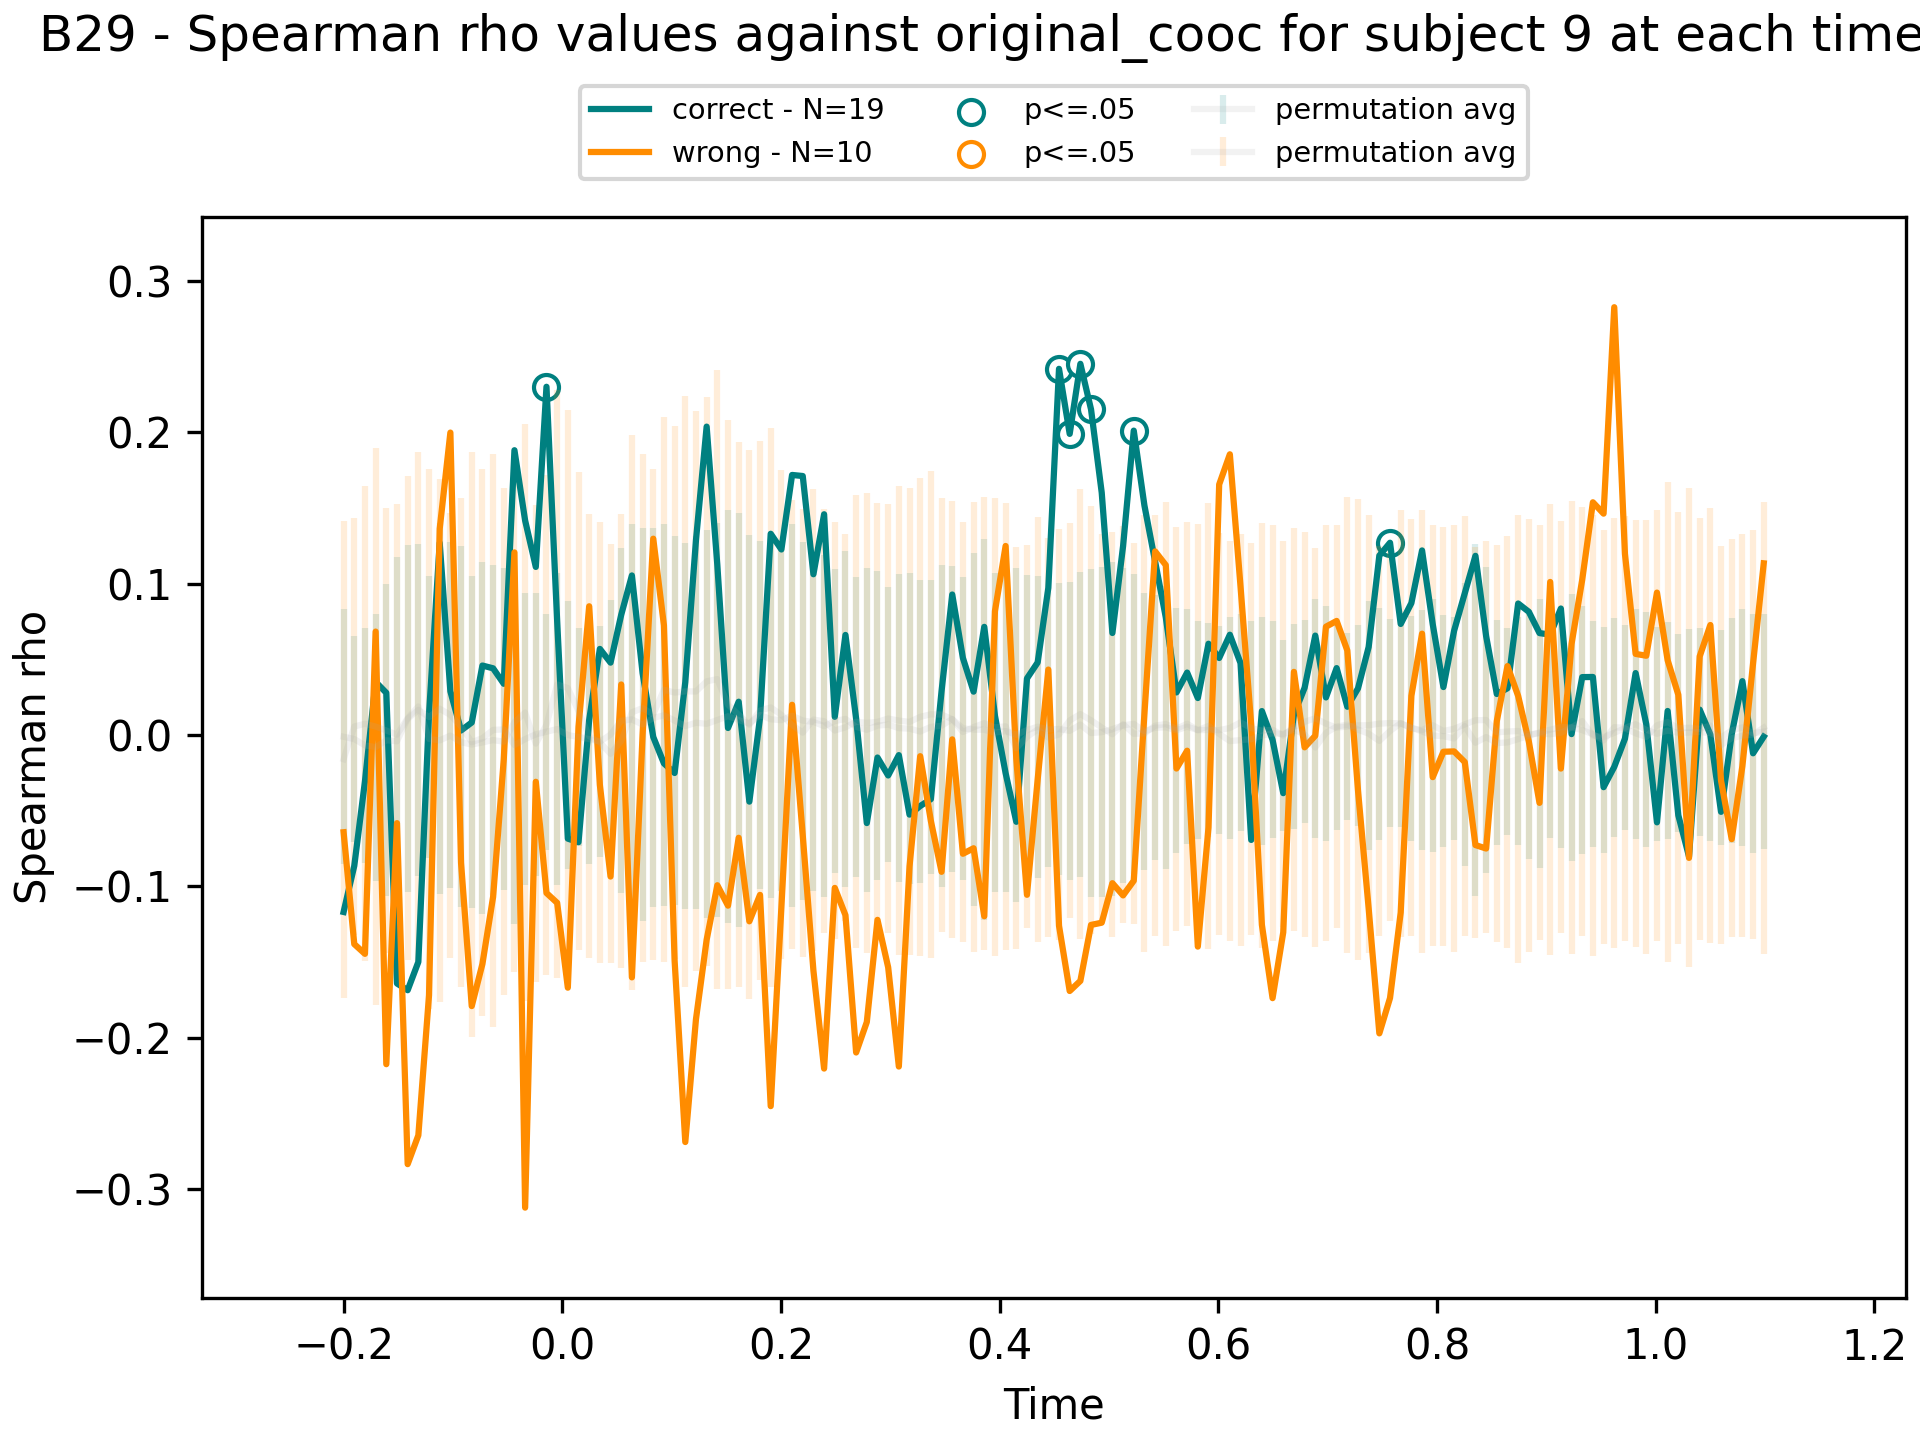 B29 - Spearman rho values against original_cooc for subject 9 at each time
correct - N=19
wrong - N=10
p<=.05
p<=.05
permutation avg
permutation avg
Spearman rho
0.3
0.2
0.1
0.0
−0.1
−0.2
−0.3
−0.2 0.0 0.2 0.4 0.6 0.8 1.0 1.2
Time